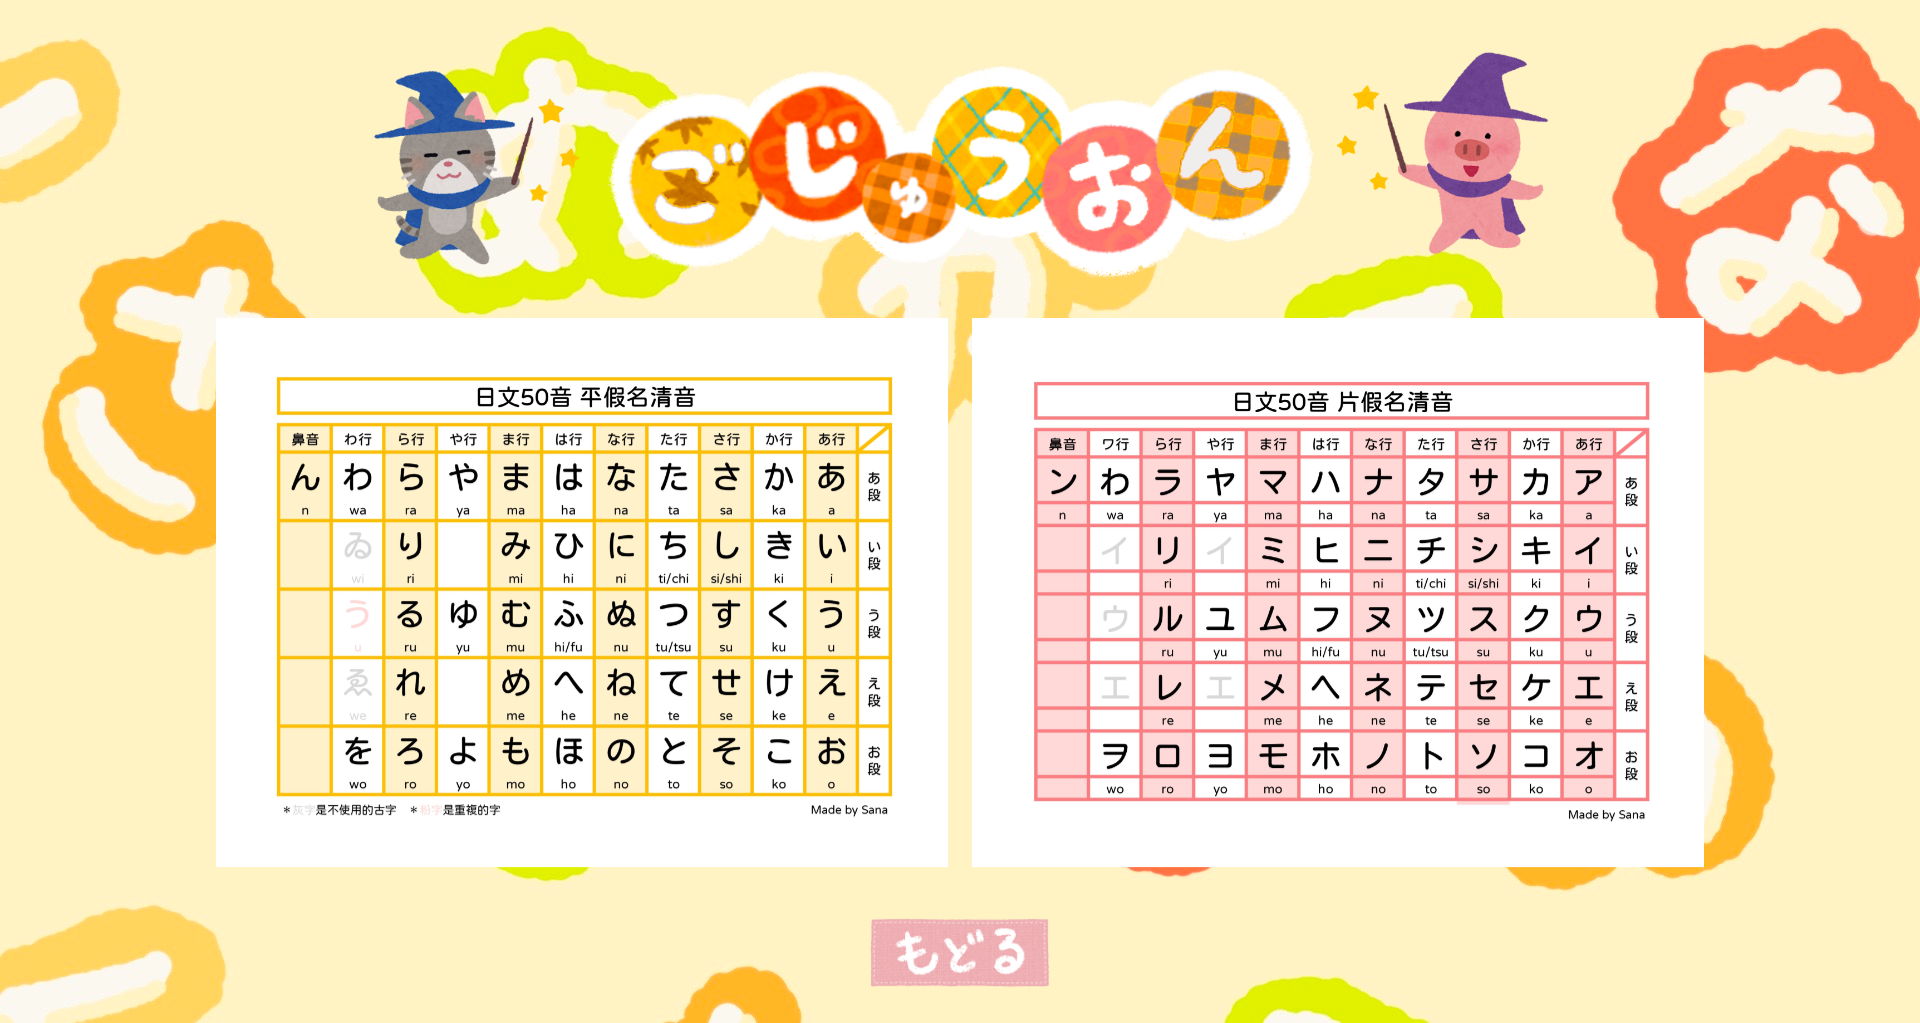 ごじゅうおん
日文50音 平假名清音
鼻音 わ行 ら行 や行 ま行 は行 な行 た行 さ行 か行 あ行
ん わ ら や ま は な た さ か あ あ段
n wa ra ya ma ha na ta sa ka a
ゐ り み ひ に ち し き い い段
wi ri mi hi ni ti/chi si/shi ki i
う る ゆ む ふ ぬ つ す く う う段
u ru yu mu hi/fu nu tu/tsu su ku u
ゑ れ め へ ね て せ け え え段
we re me he ne te se ke e
を ろ よ も ほ の と そ こ お お段
wo ro yo mo ho no to so ko o
＊灰字是不使用的古字 ＊粉字是重複的字 Made by Sana
日文50音 片假名清音
鼻音 ワ行 ら行 や行 ま行 は行 な行 た行 さ行 か行 あ行
ン わ ラ ヤ マ ハ ナ タ サ カ ア あ段
n wa ra ya ma ha na ta sa ka a
イ リ イ ミ ヒ ニ チ シ キ イ い段
ri mi hi ni ti/chi si/shi ki i
ウ ル ユ ム フ ヌ ツ ス ク ウ う段
ru yu mu hi/fu nu tu/tsu su ku u
エ レ エ メ ヘ ネ テ セ ケ エ え段
re me he ne te se ke e
ヲ ロ ヨ モ ホ ノ ト ソ コ オ お段
wo ro yo mo ho no to so ko o
Made by Sana
もどる
な
さ